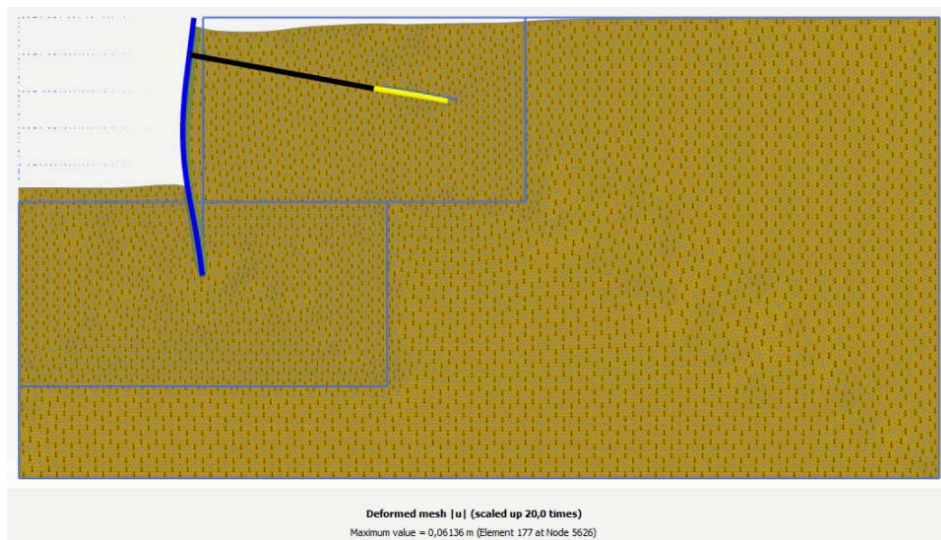 Deformed mesh |u| (scaled up 20,0 times)
Maximum value = 0,06136 m (Element 177 at Node 5626)